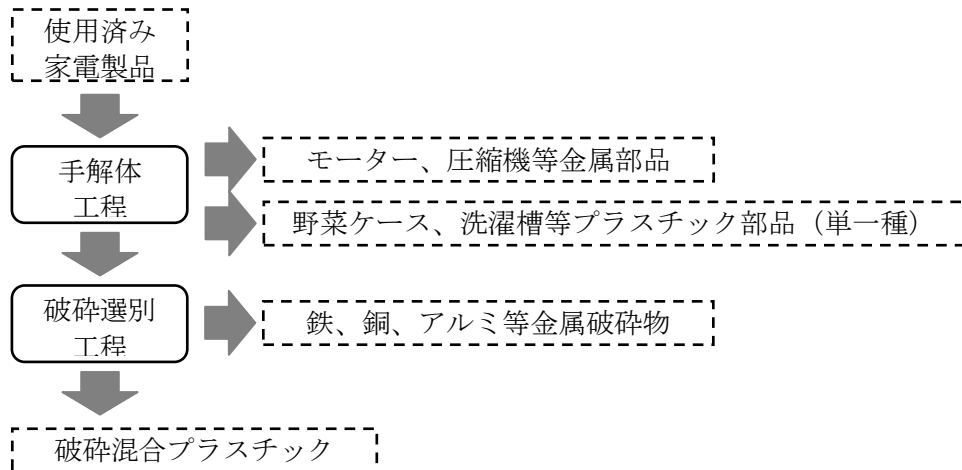 使用済み
家電製品
手解体
工程
モーター、圧縮機等金属部品
野菜ケース、洗濯槽等プラスチック部品（単一種）
破砕選別
工程
鉄、銅、アルミ等金属破砕物
破砕混合プラスチック